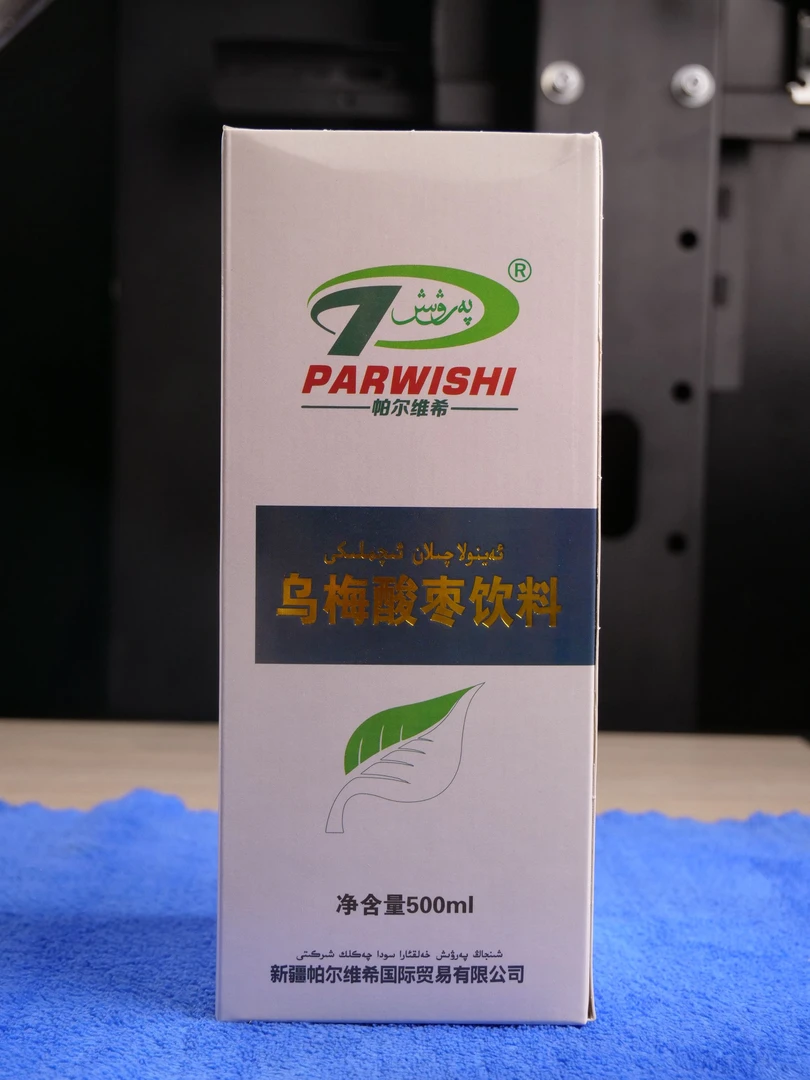 ®
پەرۋىش
PARWISHI
帕尔维希
ئەينولا چىلان ئىچىملىكى
乌梅酸枣饮料
净含量500ml
شىنجاڭ پەرۋىش خەلقئارا سودا چەكلىك شىركىتى
新疆帕尔维希国际贸易有限公司